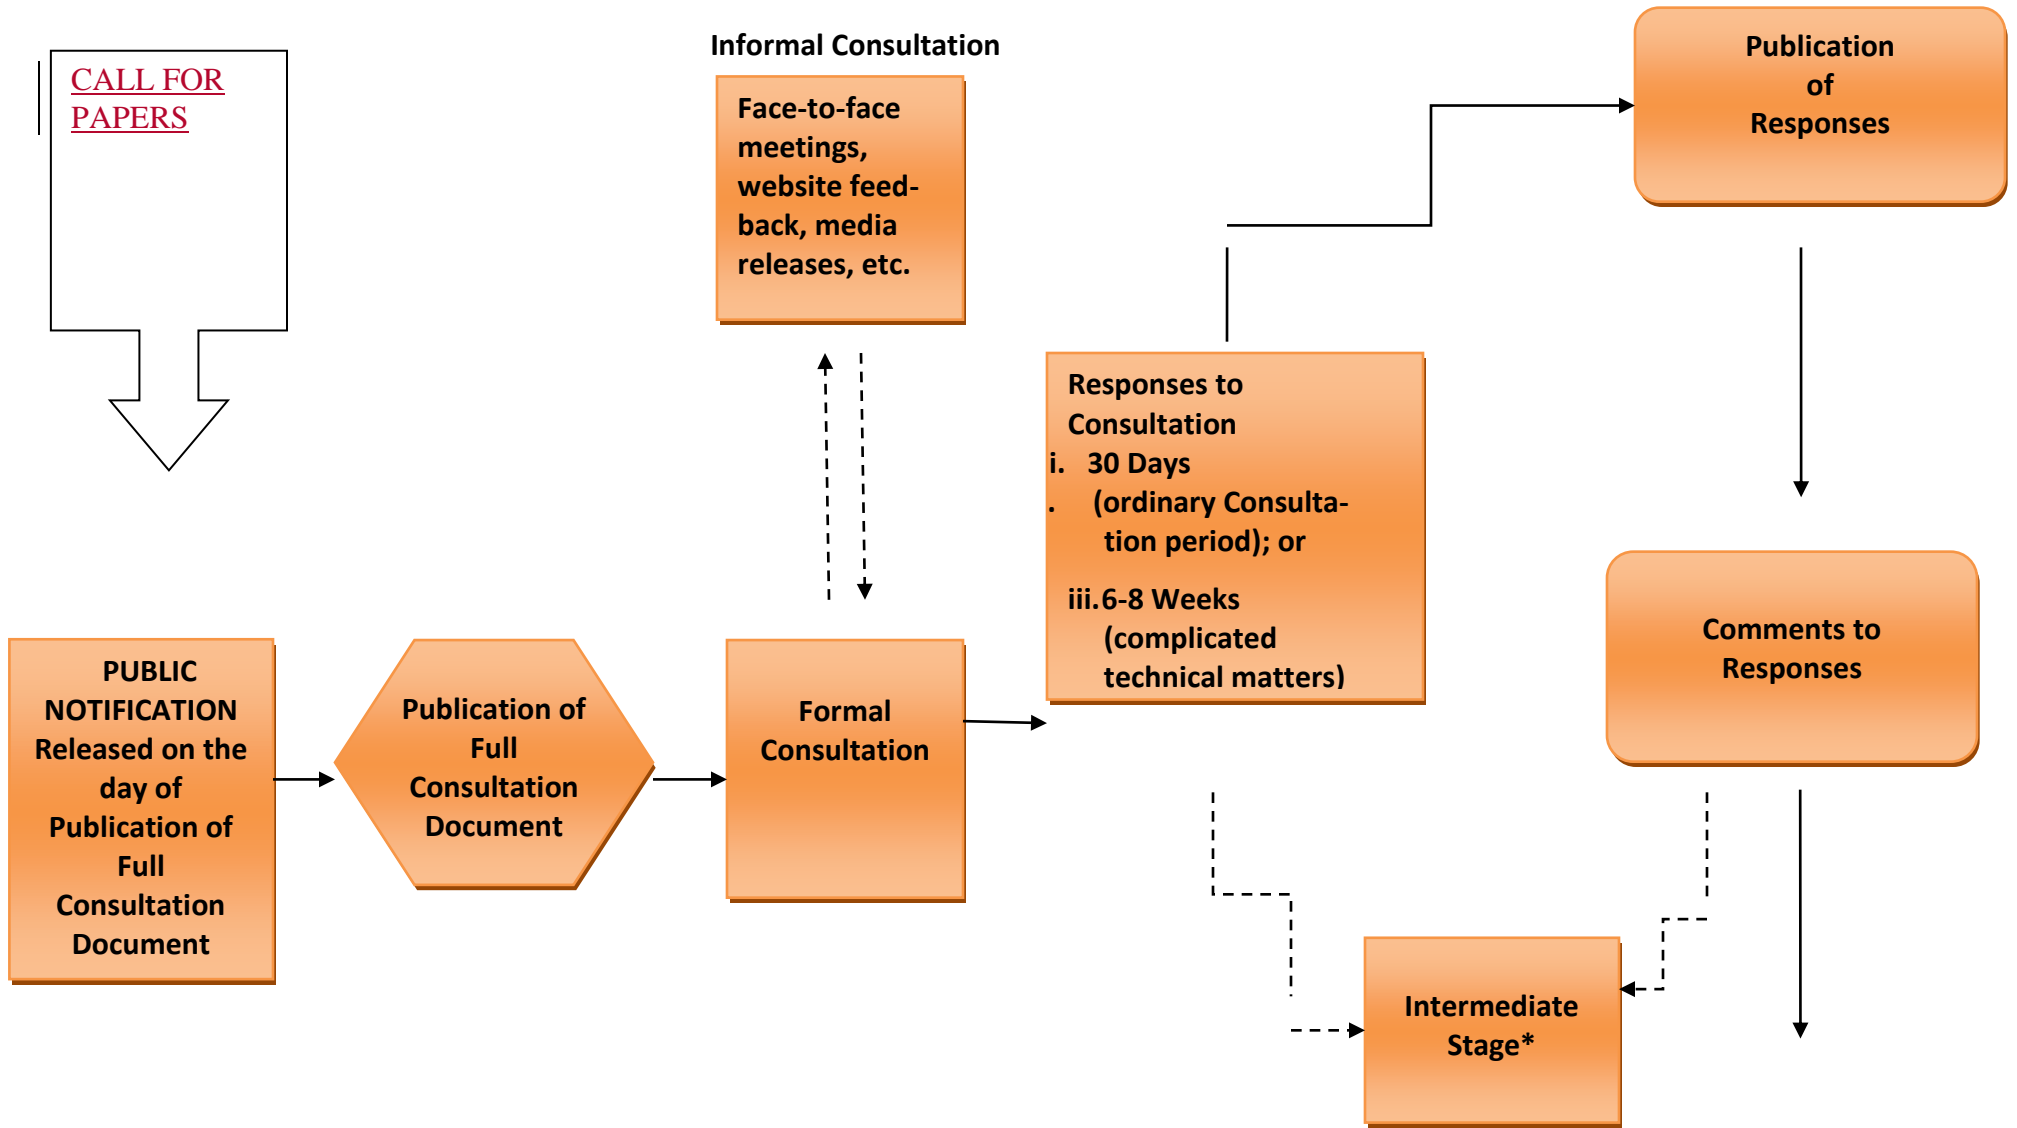 CALL FOR
PAPERS
Informal Consultation
Face-to-face
meetings,
website feed-
back, media
releases, etc.
Publication
of
Responses
Responses to
Consultation
i. 30 Days
. (ordinary Consulta-
tion period); or
iii. 6-8 Weeks
(complicated
technical matters)
PUBLIC
NOTIFICATION
Released on the
day of
Publication of
Full
Consultation
Document
Publication of
Full
Consultation
Document
Formal
Consultation
Comments to
Responses
Intermediate
Stage*